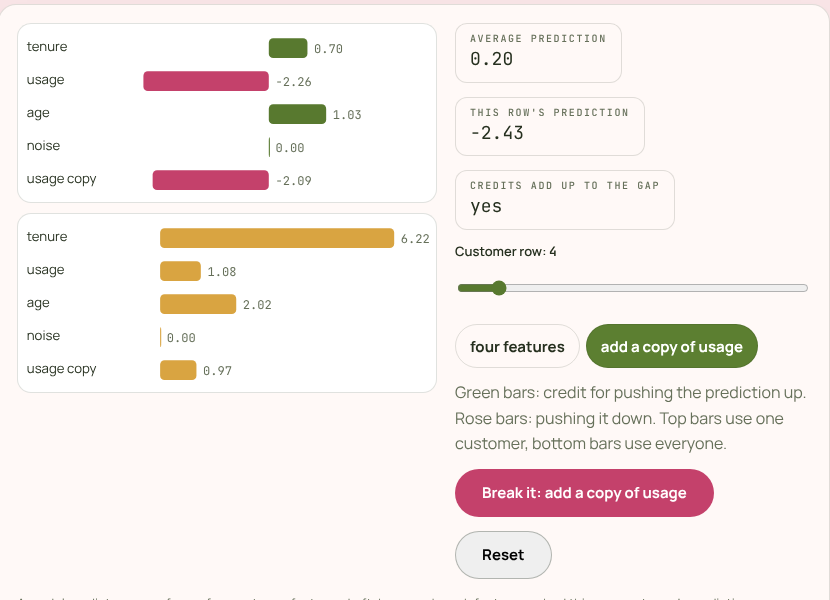 tenure
0.70
usage
-2.26
age
1.03
noise
0.00
usage copy
-2.09
tenure
6.22
usage
1.08
age
2.02
noise
0.00
usage copy
0.97
AVERAGE PREDICTION
0.20
THIS ROW'S PREDICTION
-2.43
CREDITS ADD UP TO THE GAP
yes
Customer row: 4
four features
add a copy of usage
Green bars: credit for pushing the prediction up.
Rose bars: pushing it down. Top bars use one
customer, bottom bars use everyone.
Break it: add a copy of usage
Reset